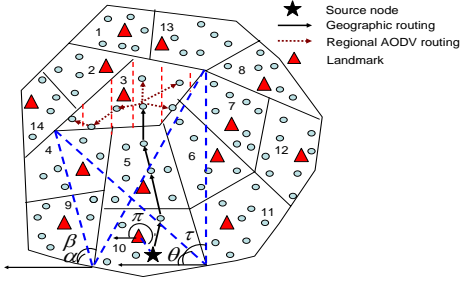 Source node
Geographic routing
Regional AODV routing
Landmark
1
13
2
3
8
14
7
4
5
6
12
9
10
11
β
α
π
θ
τ